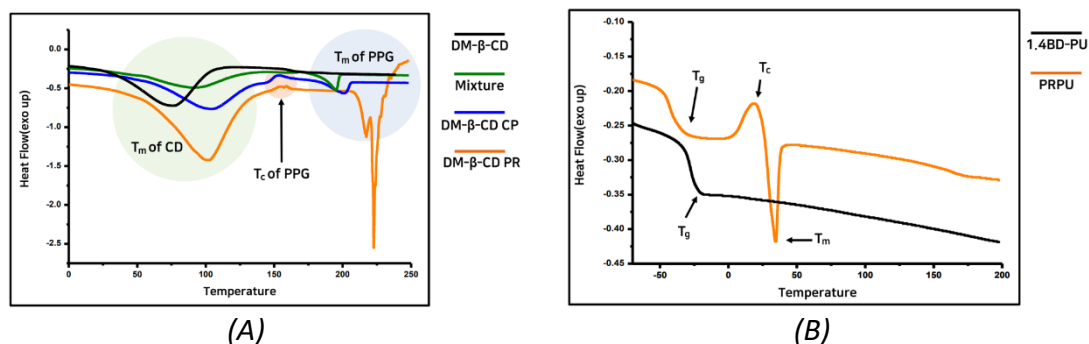 0.0
-0.5
-1.0
-1.5
-2.0
-2.5
Heat Flow(exo up)
0
50
100
150
200
250
Temperature
Tm of CD
Tc of PPG
Tm of PPG
DM-β-CD
Mixture
DM-β-CD CP
DM-β-CD PR
(A)
-0.10
-0.15
-0.20
-0.25
-0.30
-0.35
-0.40
-0.45
Heat Flow(exo up)
-50
0
50
100
150
200
Temperature
Tg
Tc
Tg
Tm
1.4BD-PU
PRPU
(B)